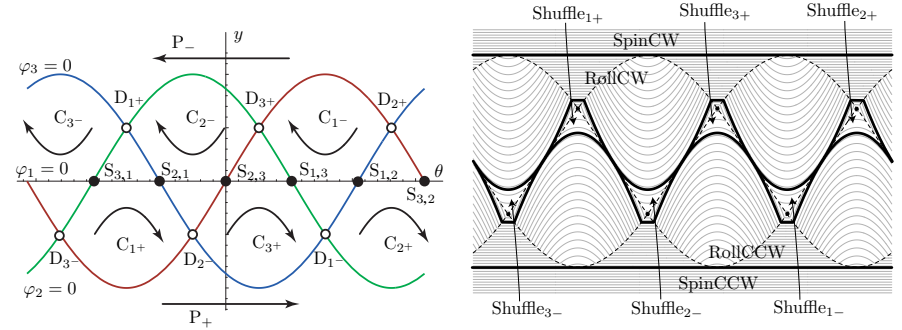 P₋
y
φ₃ = 0
D₁₊
D₃₊
D₂₊
C₃₋
C₂₋
C₁₋
φ₁ = 0
S₃,₁
S₂,₁
S₂,₃
S₁,₃
S₁,₂
θ
S₃,₂
C₁₊
C₃₊
C₂₊
D₃₋
D₂₋
D₁₋
φ₂ = 0
P₊
Shuffle₁₊
Shuffle₃₊
Shuffle₂₊
SpinCW
RollCW
RollCCW
SpinCCW
Shuffle₃₋
Shuffle₂₋
Shuffle₁₋